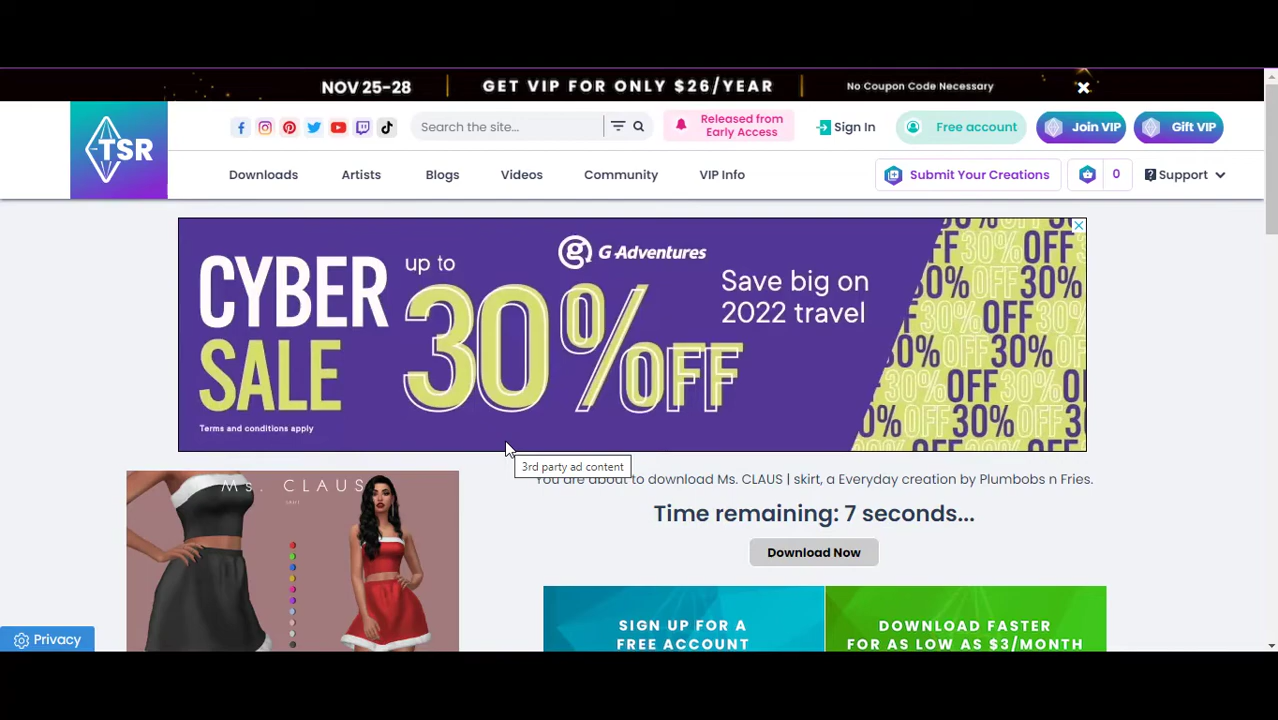 NOV 25-28
GET VIP FOR ONLY $26/YEAR
No Coupon Code Necessary
TSR
Search the site...
Released from
Early Access
Sign In
Free account
Join VIP
Gift VIP
Downloads
Artists
Blogs
Videos
Community
VIP Info
Submit Your Creations
0
Support
CYBER
SALE
up to
30% OFF
G Adventures
Save big on
2022 travel
Terms and conditions apply
3rd party ad content
Ms. CLAUS
SKIRT
You are about to download Ms. CLAUS | skirt, a Everyday creation by Plumbobs n Fries.
Time remaining: 7 seconds...
Download Now
SIGN UP FOR A
FREE ACCOUNT
DOWNLOAD FASTER
FOR AS LOW AS $3/MONTH
Privacy